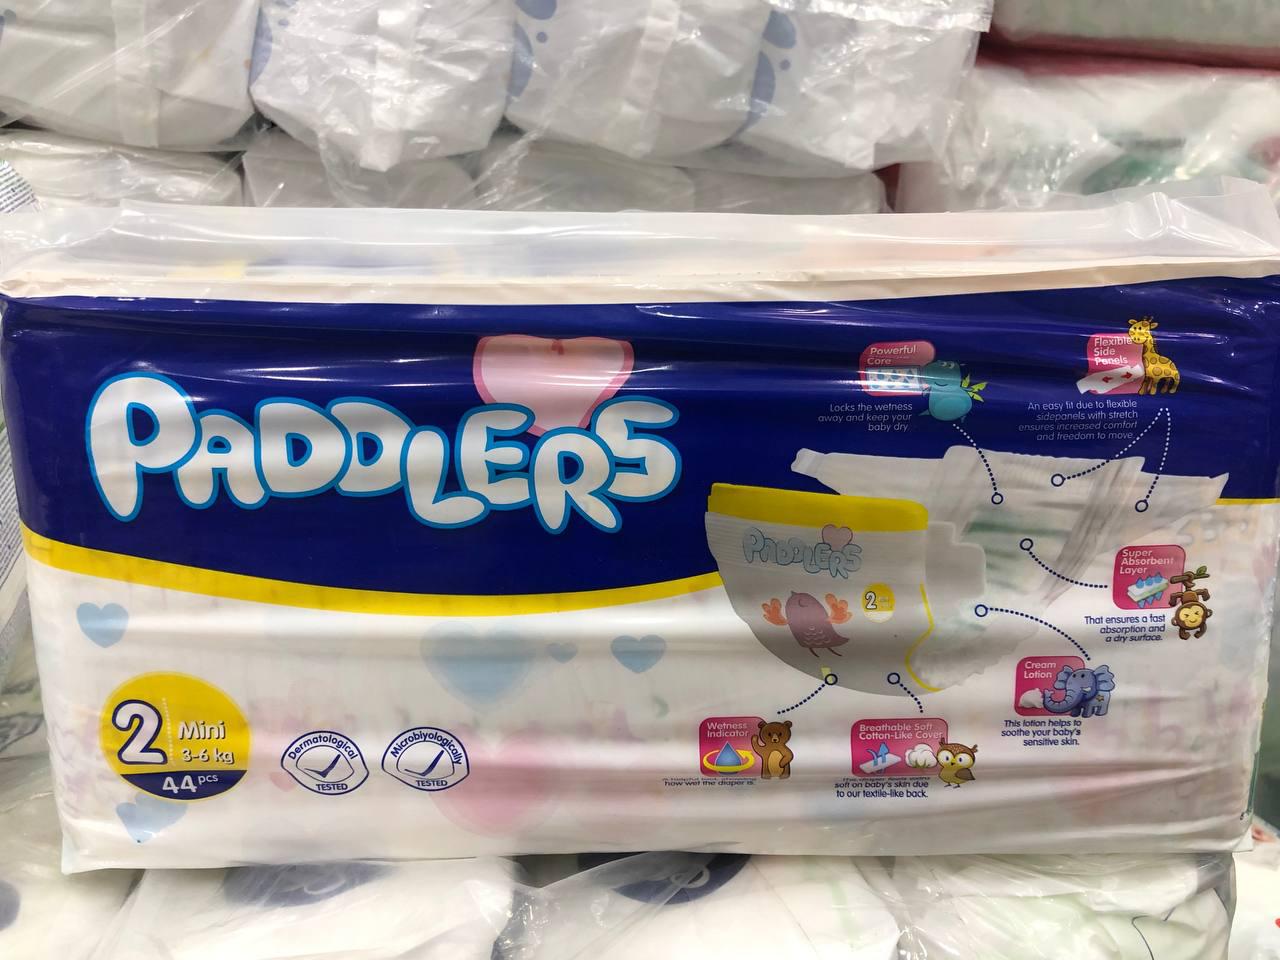 PADDLERS
Powerful
Core
Locks the wetness
away and keep your
baby dry.
Flexible
Side
Panels
An easy fit due to flexible
sidepanels with stretch
ensures increased comfort
and freedom to move.
PADDLERS
2
Super
Absorbent
Layer
That ensures a fast
absorption and
a dry surface.
Cream
Lotion
This lotion helps to
soothe your baby's
sensitive skin.
Wetness
Indicator
how wet the diaper is.
Breathable Soft
Cotton-Like Cover
soft on baby's skin due
to our textile-like back.
2 Mini
3-6 kg
44 pcs
Dermatological
TESTED
Microbiyologically
TESTED